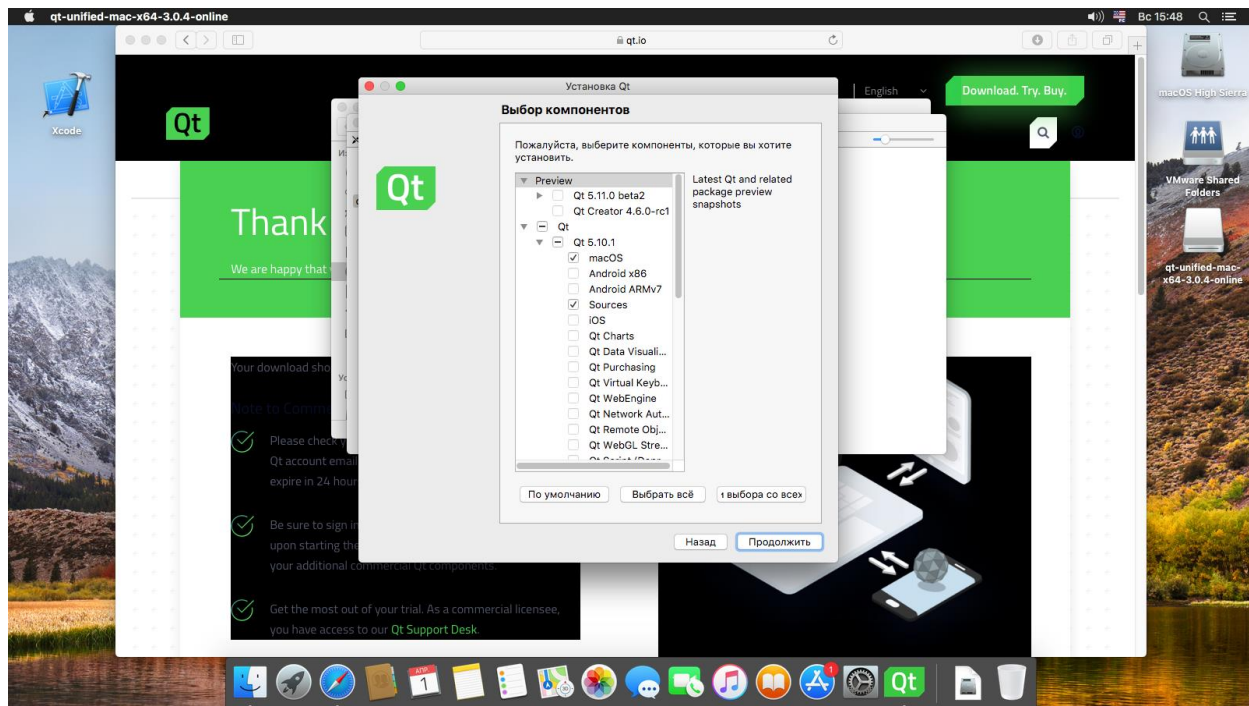 qt-unified-mac-x64-3.0.4-online
Вс 15:48
qt.io
Xcode
Qt
English
Download. Try. Buy.
macOS High Sierra
VMware Shared
Folders
qt-unified-mac-
x64-3.0.4-online
Thank
We are happy that
Your download sho
Note to Comm
Please check y
Qt account email
expire in 24 hour
Be sure to sign in
upon starting the
your additional commercial Qt components.
Get the most out of your trial. As a commercial licensee,
you have access to our Qt Support Desk.
Установка Qt
Выбор компонентов
Qt
Пожалуйста, выберите компоненты, которые вы хотите
установить.
Preview
Qt 5.11.0 beta2
Qt Creator 4.6.0-rc1
Qt
Qt 5.10.1
macOS
Android x86
Android ARMv7
Sources
iOS
Qt Charts
Qt Data Visuali...
Qt Purchasing
Qt Virtual Keyb...
Qt WebEngine
Qt Network Aut...
Qt Remote Obj...
Qt WebGL Stre...
Latest Qt and related
package preview
snapshots
По умолчанию
Выбрать всё
выбора со всех
Назад
Продолжить
АПР.
1
1
Qt